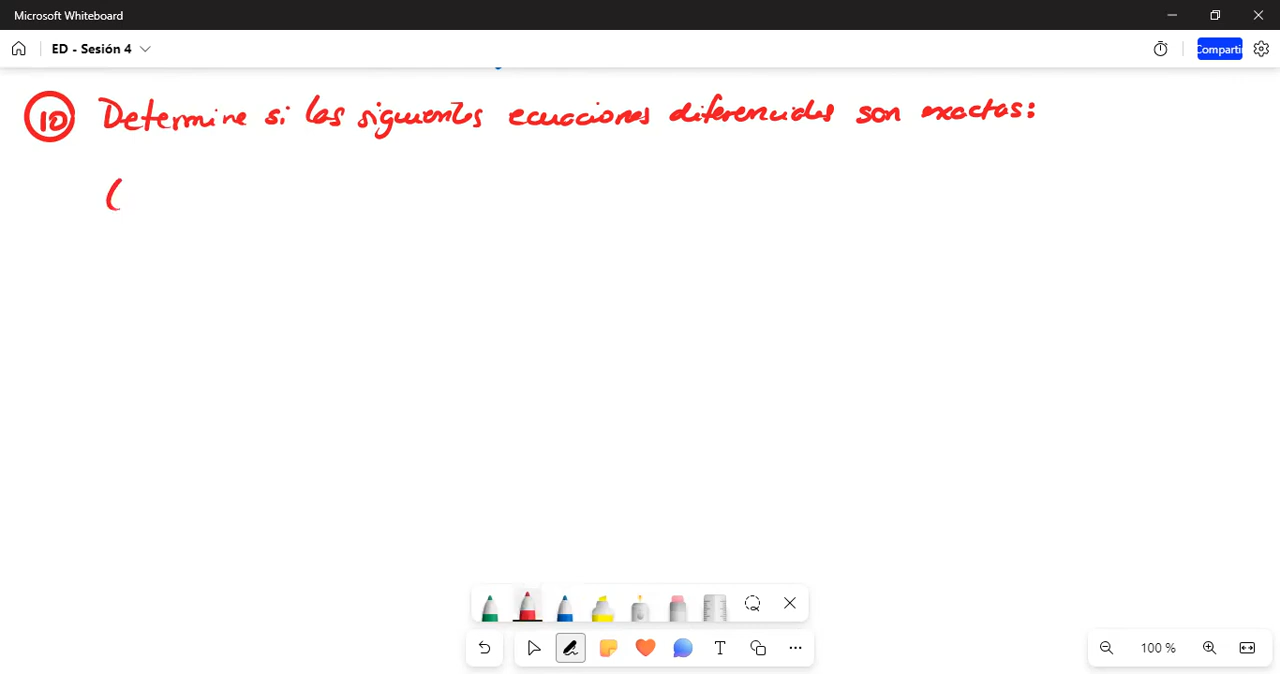 Microsoft Whiteboard
ED - Sesión 4
Comparti
10 Determine si las siguientes ecuaciones diferenciales son exactas:
(
100 %